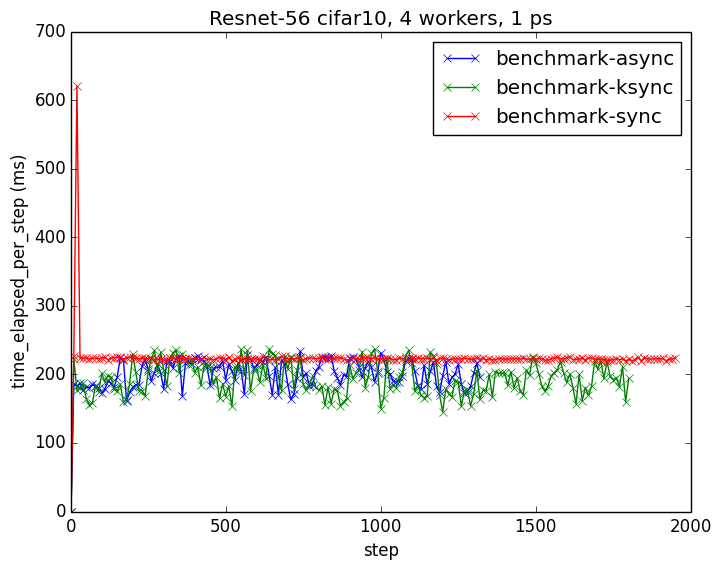 Resnet-56 cifar10, 4 workers, 1 ps
700
600
500
400
300
200
100
0
time_elapsed_per_step (ms)
benchmark-async
benchmark-ksync
benchmark-sync
0 500 1000 1500 2000
step